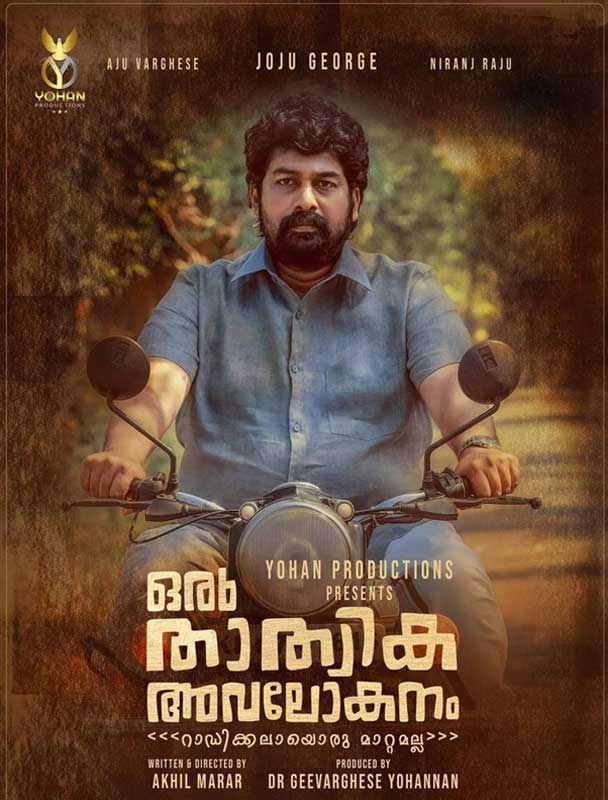 YOHAN
PRODUCTIONS
AJU VARGHESE
JOJU GEORGE
NIRANJ RAJU
YOHAN PRODUCTIONS
PRESENTS
ഒരു
താത്വിക
അവലോകനം
<<<റാഡിക്കലായൊരു മാറ്റമല്ല>>>
WRITTEN & DIRECTED BY
AKHIL MARAR
PRODUCED BY
DR GEEVARGHESE YOHANNAN